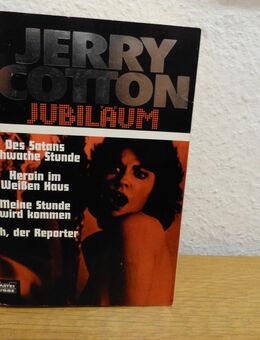 JERRY
COTTON
JUBILÄUM
Des Satans
hwache Stunde
Heroin im
Weißen Haus
Meine Stunde
wird kommen
h, der Reporter